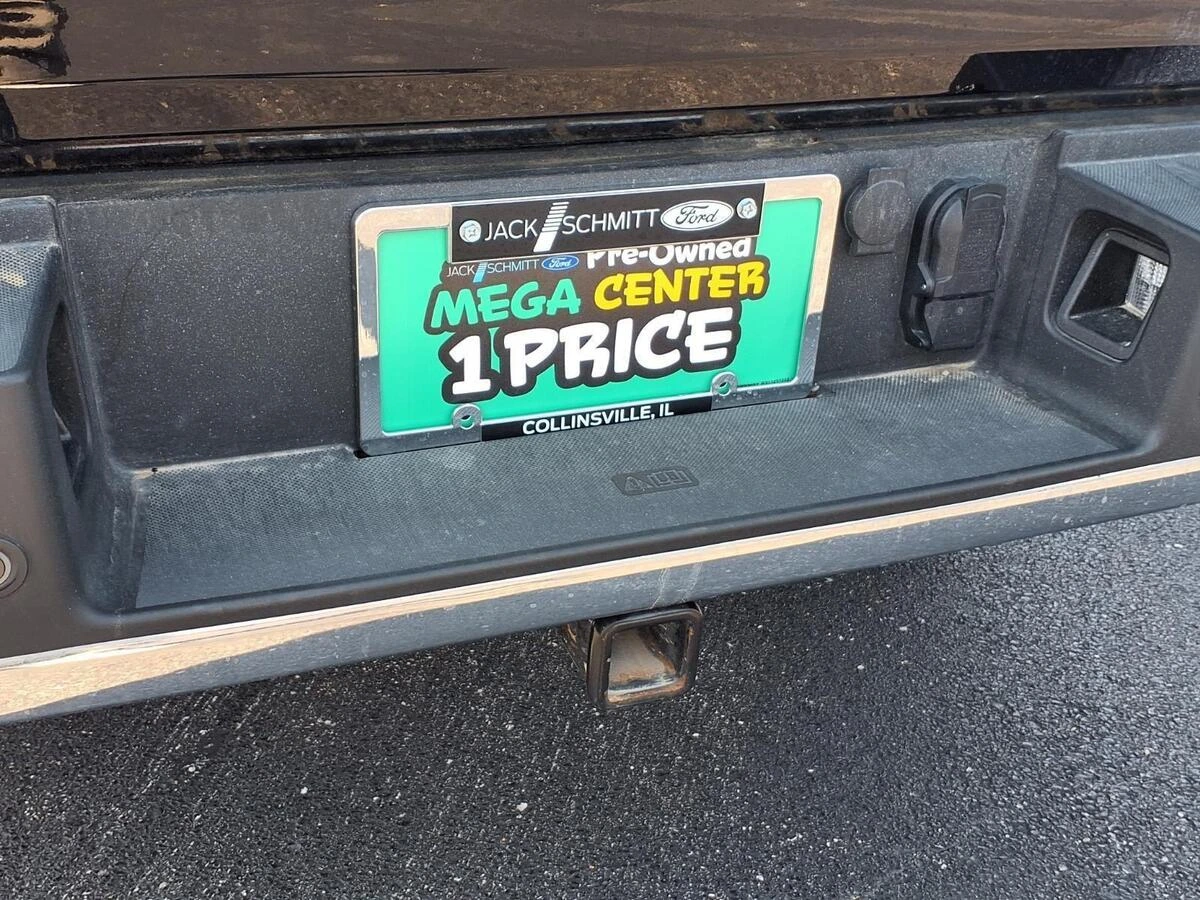 JACK SCHMITT Ford
JACK SCHMITT Ford Pre-Owned
MEGA CENTER
1 PRICE
COLLINSVILLE, IL